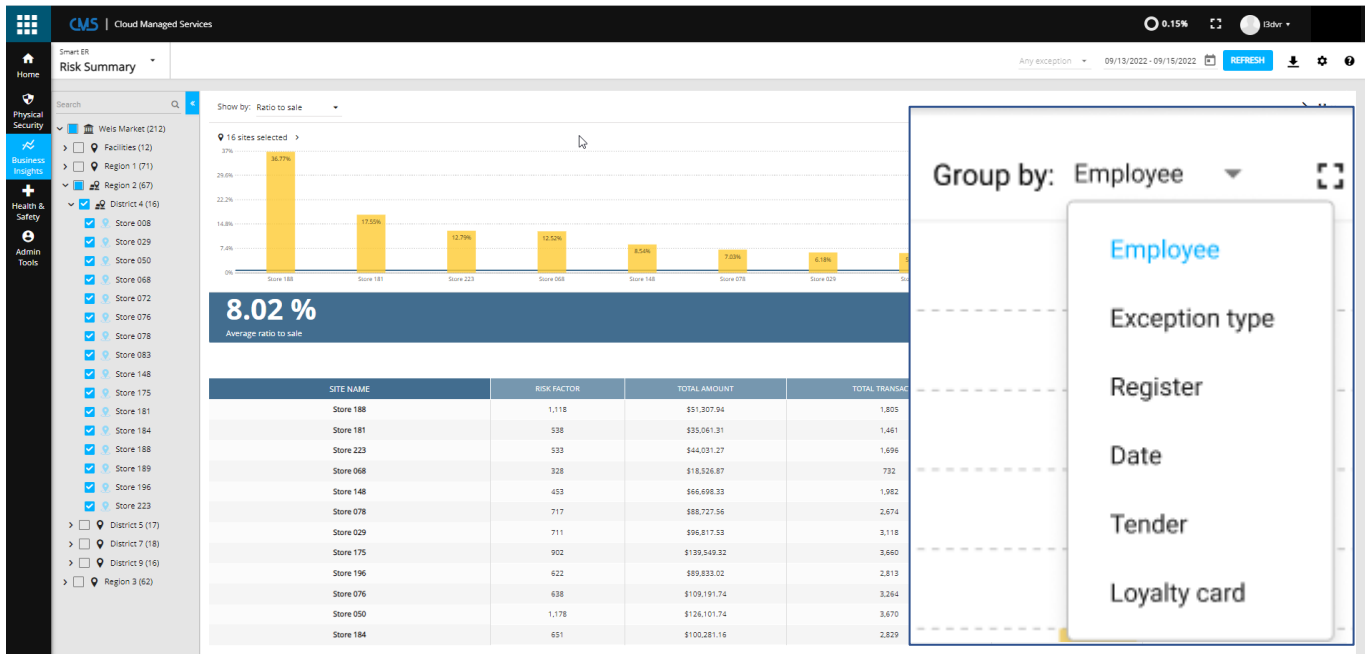 CMS | Cloud Managed Services
0.15%
i3dvr
Home
Physical
Security
Business
Insights
Health &
Safety
Admin
Tools
Smart ER
Risk Summary
Any exception
09/13/2022 - 09/15/2022
REFRESH
Search
Weis Market (212)
Facilities (12)
Region 1 (71)
Region 2 (67)
District 4 (16)
Store 008
Store 029
Store 050
Store 068
Store 072
Store 076
Store 078
Store 083
Store 148
Store 175
Store 181
Store 184
Store 188
Store 189
Store 196
Store 223
District 5 (17)
District 7 (18)
District 9 (16)
Region 3 (62)
Show by: Ratio to sale
16 sites selected
37%
29.6%
22.2%
14.8%
7.4%
0%
36.77%
17.55%
12.79%
12.52%
8.54%
7.03%
6.18%
5
Store 188
Store 181
Store 223
Store 068
Store 148
Store 078
Store 029
8.02 %
Average ratio to sale
SITE NAME RISK FACTOR TOTAL AMOUNT TOTAL TRANSAC
Store 188 1,118 $51,307.94 1,805
Store 181 538 $35,061.31 1,461
Store 223 533 $44,031.27 1,696
Store 068 328 $18,526.87 732
Store 148 453 $66,698.33 1,982
Store 078 717 $88,727.56 2,674
Store 029 711 $96,817.53 3,118
Store 175 902 $139,549.32 3,660
Store 196 622 $89,833.02 2,813
Store 076 638 $109,191.74 3,264
Store 050 1,178 $126,101.74 3,670
Store 184 651 $100,281.16 2,829
Group by: Employee
Employee
Exception type
Register
Date
Tender
Loyalty card